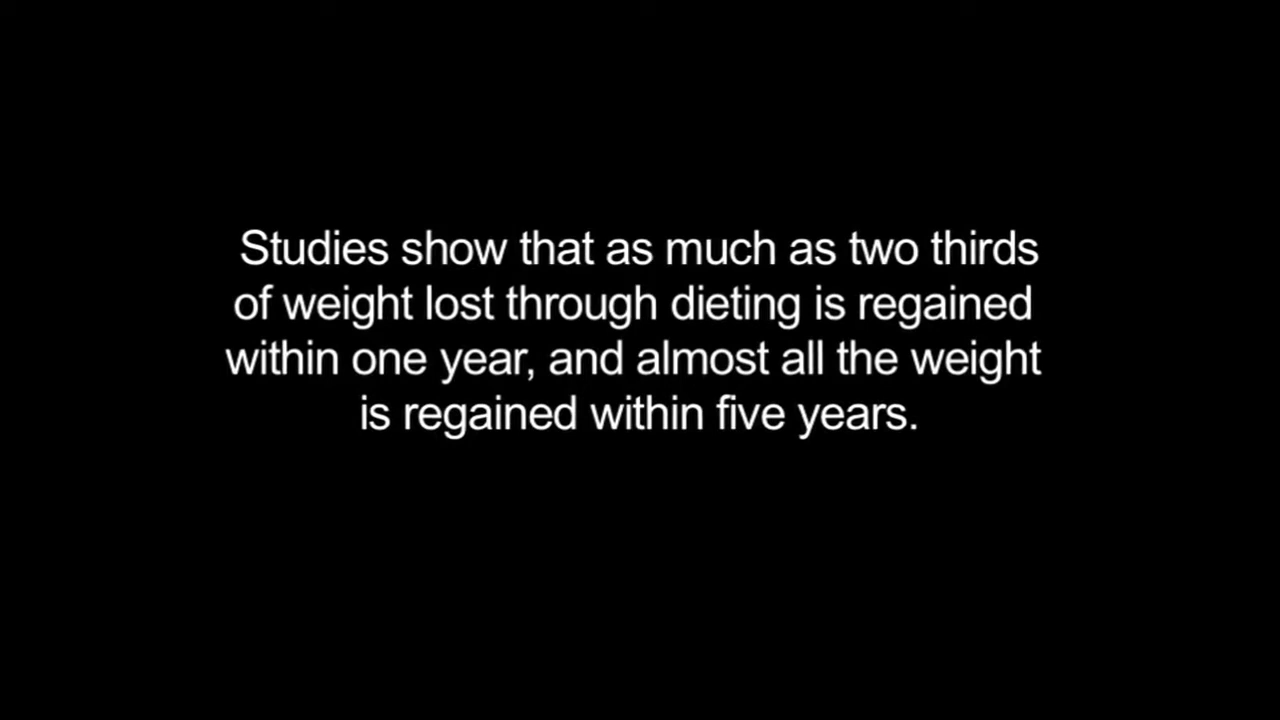 Studies show that as much as two thirds
of weight lost through dieting is regained
within one year, and almost all the weight
is regained within five years.